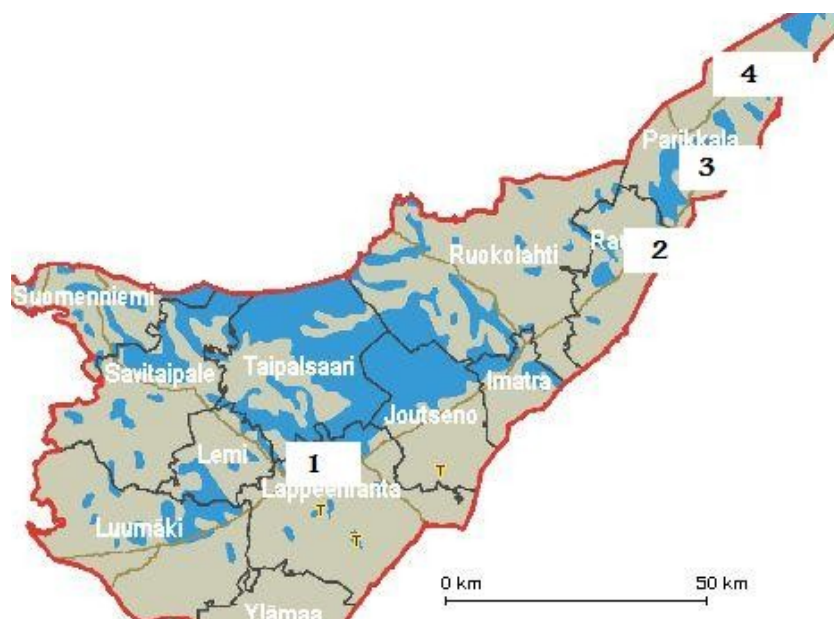 4
Parikkala
3
Ruokolahti
2
Suomenniemi
Taipalsaari
Savitaipale
Imatra
Joutseno
Lemi
1
Lappeenranta
T
Luumäki
T
T
0 km
50 km
Ylämaa